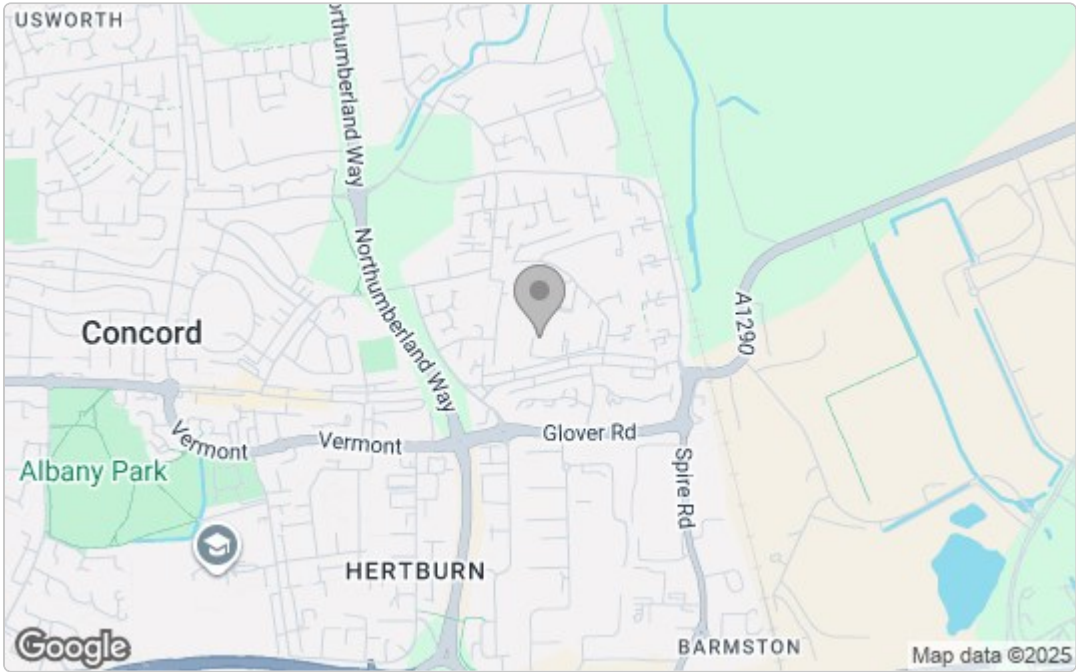 USWORTH
orthumberland Way
Northumberland Way
Concord
A1290
Vermont
Vermont
Glover Rd
Albany Park
Spire Rd
HERTBURN
BARMSTON
Google
Map data ©2025